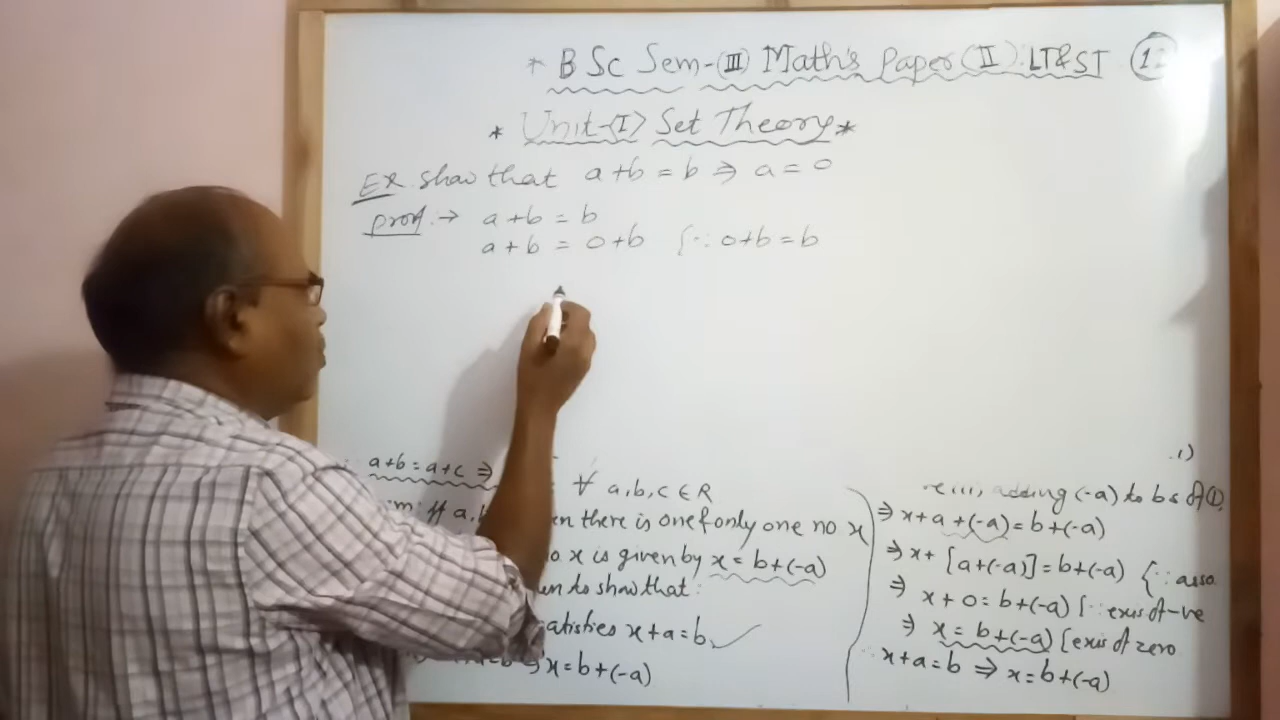 * B Sc Sem-(III) Math's Paper (II) : LT&ST
* Unit-(I) Set Theory *
Ex. show that a+b = b ⇒ a = 0
proof :→ a+b = b
a+b = 0+b {∵ 0+b = b
a+b = a+c ⇒
∀ a,b,c ∈ R
there is one & only one no x
x is given by x = b+(-a)
to show that :
satisfies x+a = b
x = b+(-a)
adding (-a) to b.s of (1)
⇒ x+a+(-a) = b+(-a)
⇒ x+ [a+(-a)] = b+(-a) {∵ asso.
⇒ x+0 = b+(-a) [∵ exis of -ve
⇒ x = b+(-a) [exis of zero
∴ x+a = b ⇒ x = b+(-a)